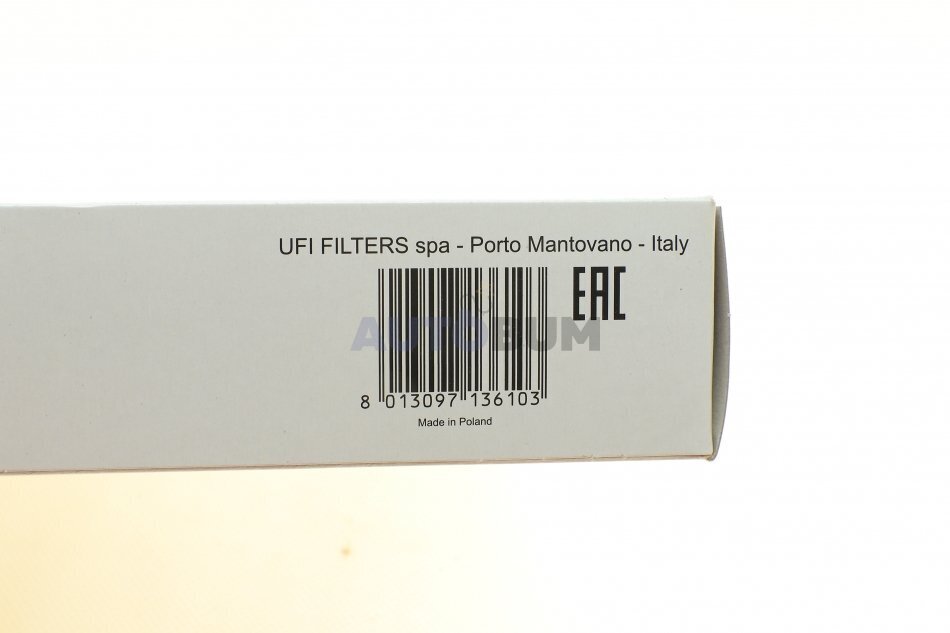 UFI FILTERS spa - Porto Mantovano - Italy
EAC
AUTOBUM
8 013097 136103
Made in Poland